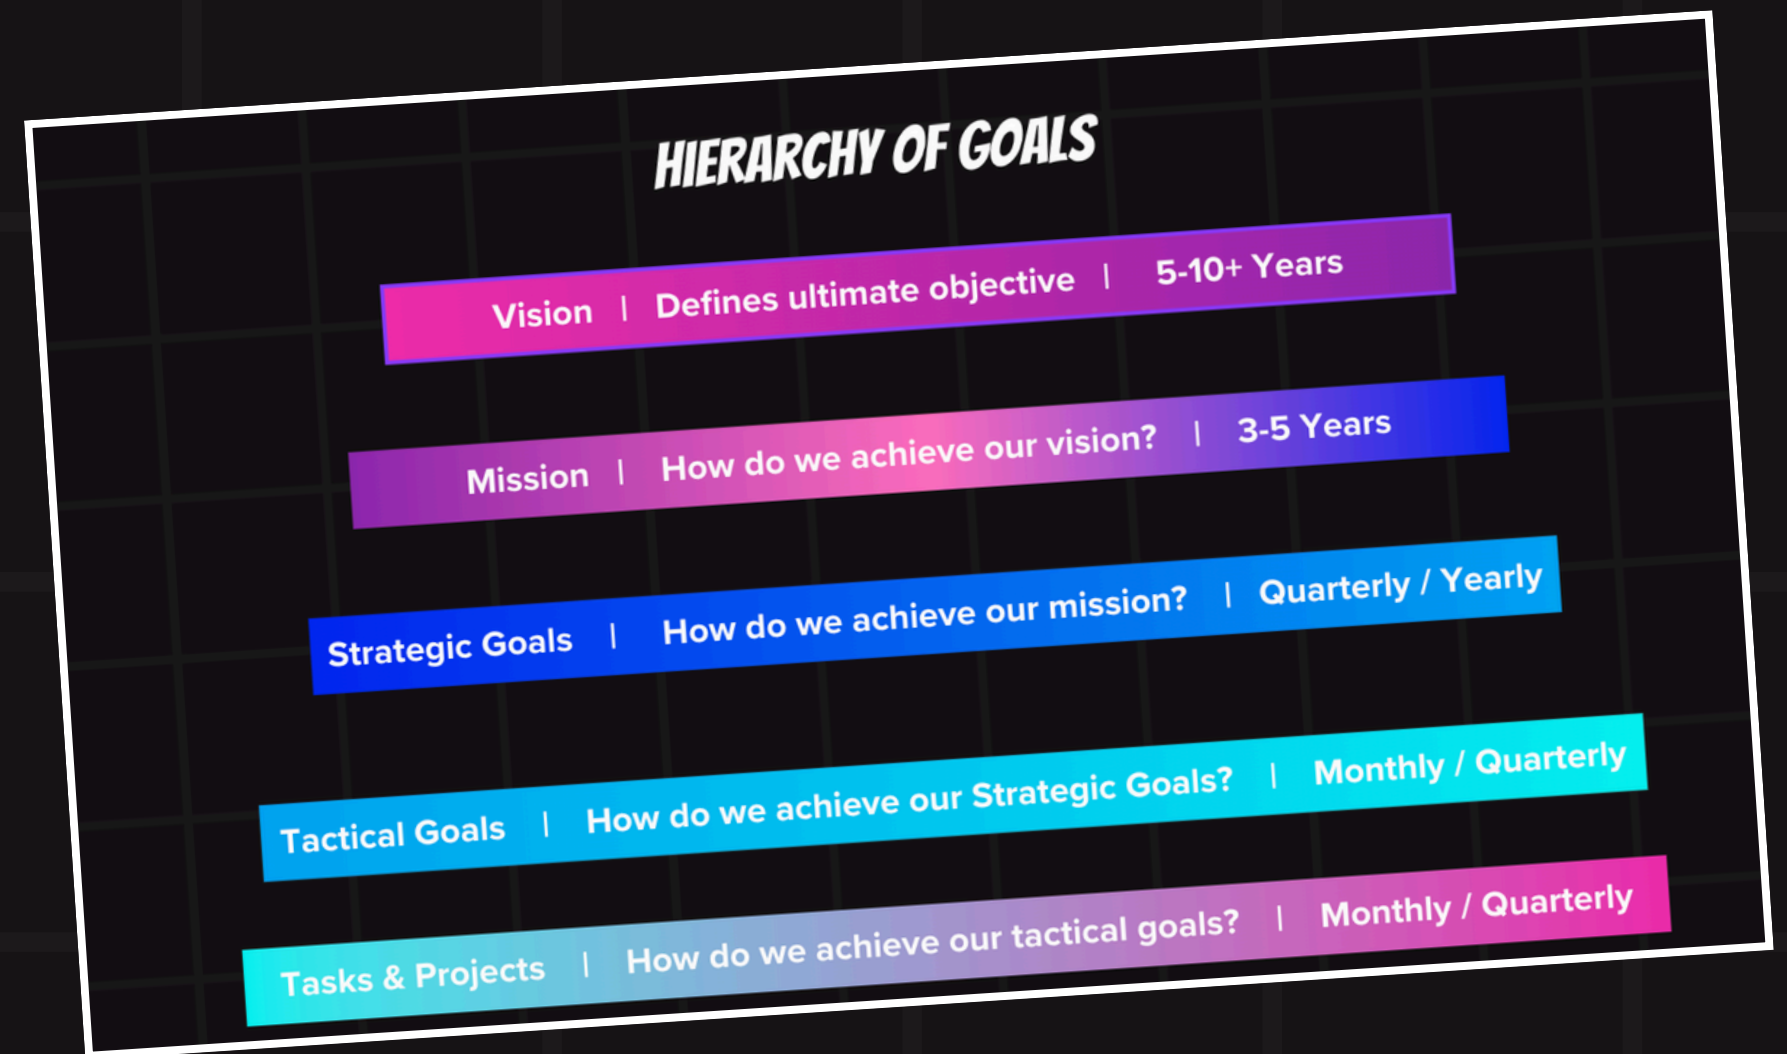 HIERARCHY OF GOALS
Vision | Defines ultimate objective | 5-10+ Years
Mission | How do we achieve our vision? | 3-5 Years
Strategic Goals | How do we achieve our mission? | Quarterly / Yearly
Tactical Goals | How do we achieve our Strategic Goals? | Monthly / Quarterly
Tasks & Projects | How do we achieve our tactical goals? | Monthly / Quarterly